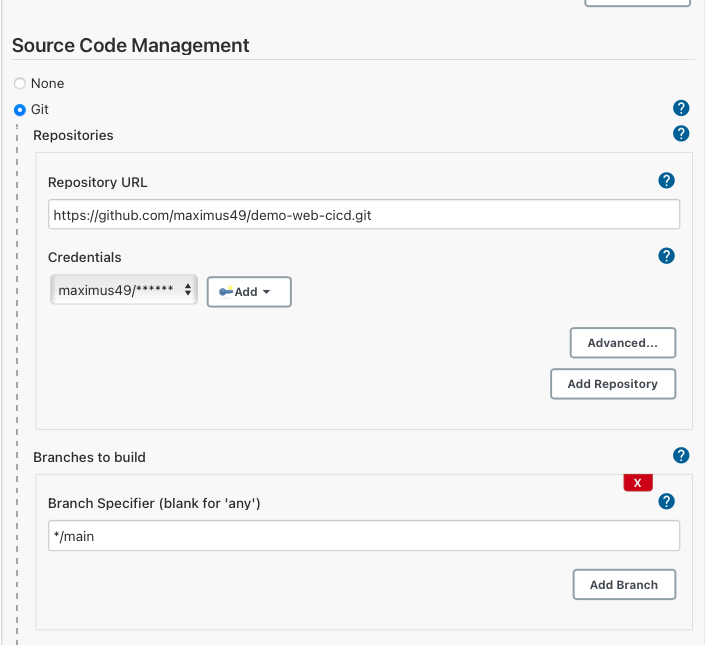 Source Code Management
None
Git
?
Repositories
?
Repository URL
?
https://github.com/maximus49/demo-web-cicd.git
Credentials
?
maximus49/******
Add
Advanced...
Add Repository
Branches to build
?
X
Branch Specifier (blank for 'any')
?
*/main
Add Branch